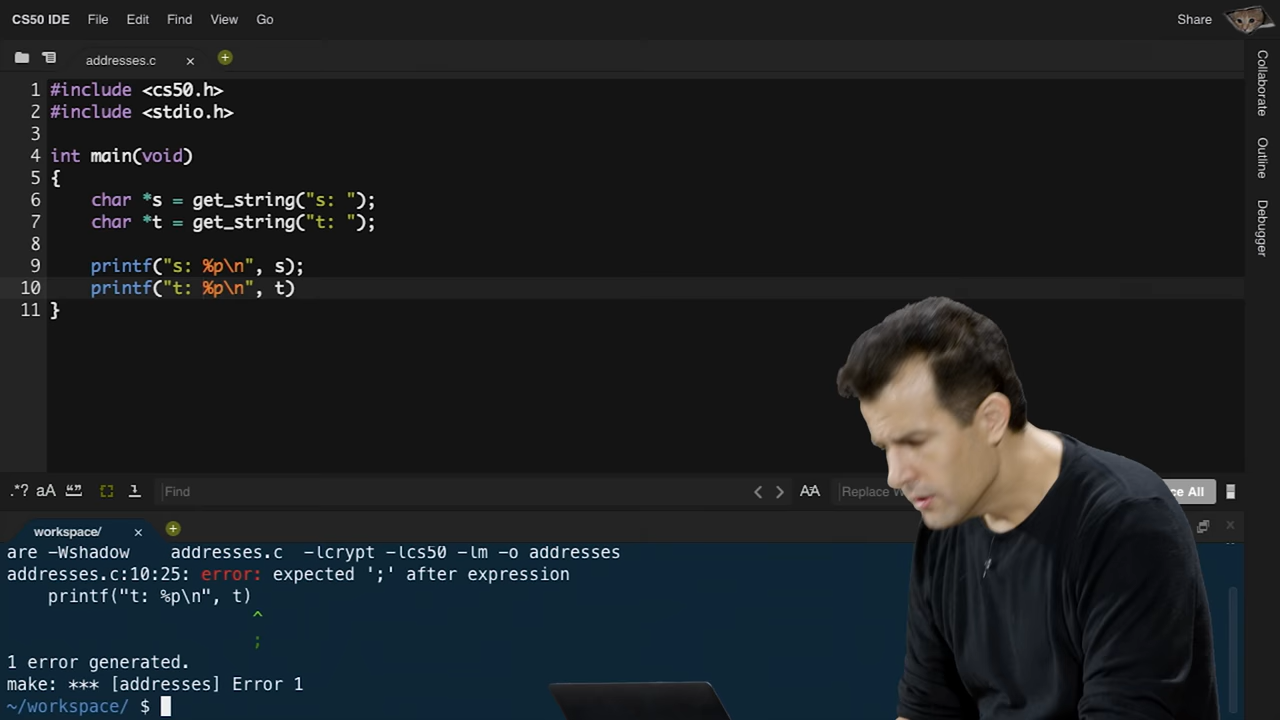 CS50 IDE File Edit Find View Go Share
addresses.c ×
1 #include <cs50.h>
2 #include <stdio.h>
3
4 int main(void)
5 {
6     char *s = get_string("s: ");
7     char *t = get_string("t: ");
8
9     printf("s: %p\n", s);
10     printf("t: %p\n", t)
11 }
Collaborate
Outline
Debugger
.*? aA Find AA Replace All
workspace/ ×
are -Wshadow    addresses.c  -lcrypt -lcs50 -lm -o addresses
addresses.c:10:25: error: expected ';' after expression
    printf("t: %p\n", t)
                        ^
                        ;
1 error generated.
make: *** [addresses] Error 1
~/workspace/ $